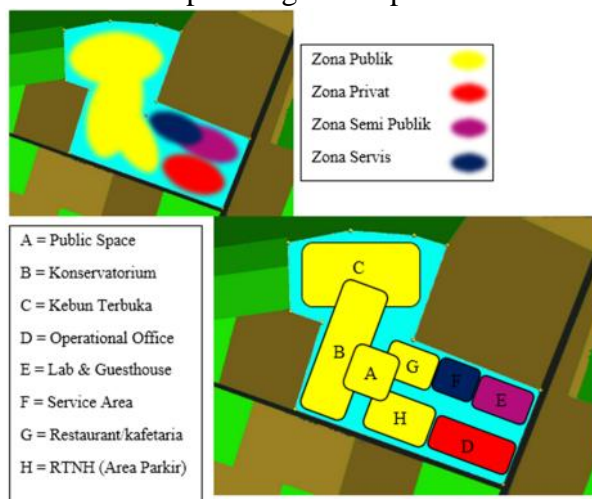 Zona Publik
Zona Privat
Zona Semi Publik
Zona Servis
A = Public Space
B = Konservatorium
C = Kebun Terbuka
D = Operational Office
E = Lab & Guesthouse
F = Service Area
G = Restaurant/kafetaria
H = RTNH (Area Parkir)
C
B
A
G
F
E
H
D